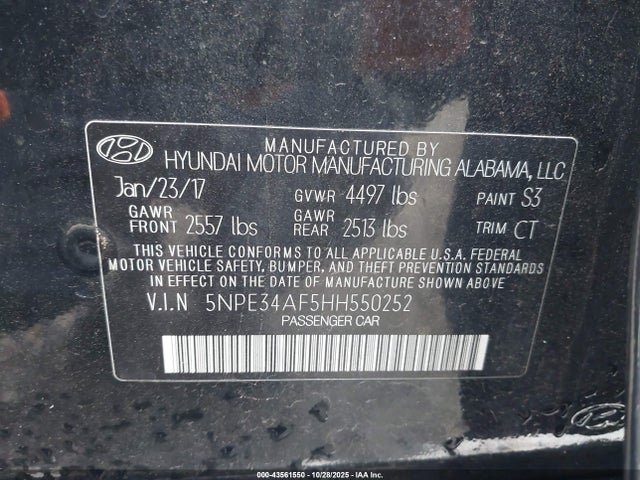 MANUFACTURED BY
HYUNDAI MOTOR MANUFACTURING ALABAMA, LLC
Jan/23/17 GVWR 4497 lbs PAINT S3
GAWR FRONT 2557 lbs GAWR REAR 2513 lbs TRIM CT
THIS VEHICLE CONFORMS TO ALL APPLICABLE U.S.A. FEDERAL
MOTOR VEHICLE SAFETY, BUMPER, AND THEFT PREVENTION STANDARDS
IN EFFECT ON THE DATE OF MANUFACTURE SHOWN ABOVE.
V.I.N 5NPE34AF5HH550252
PASSENGER CAR
000-43561550 - 10/28/2025 - IAA Inc.